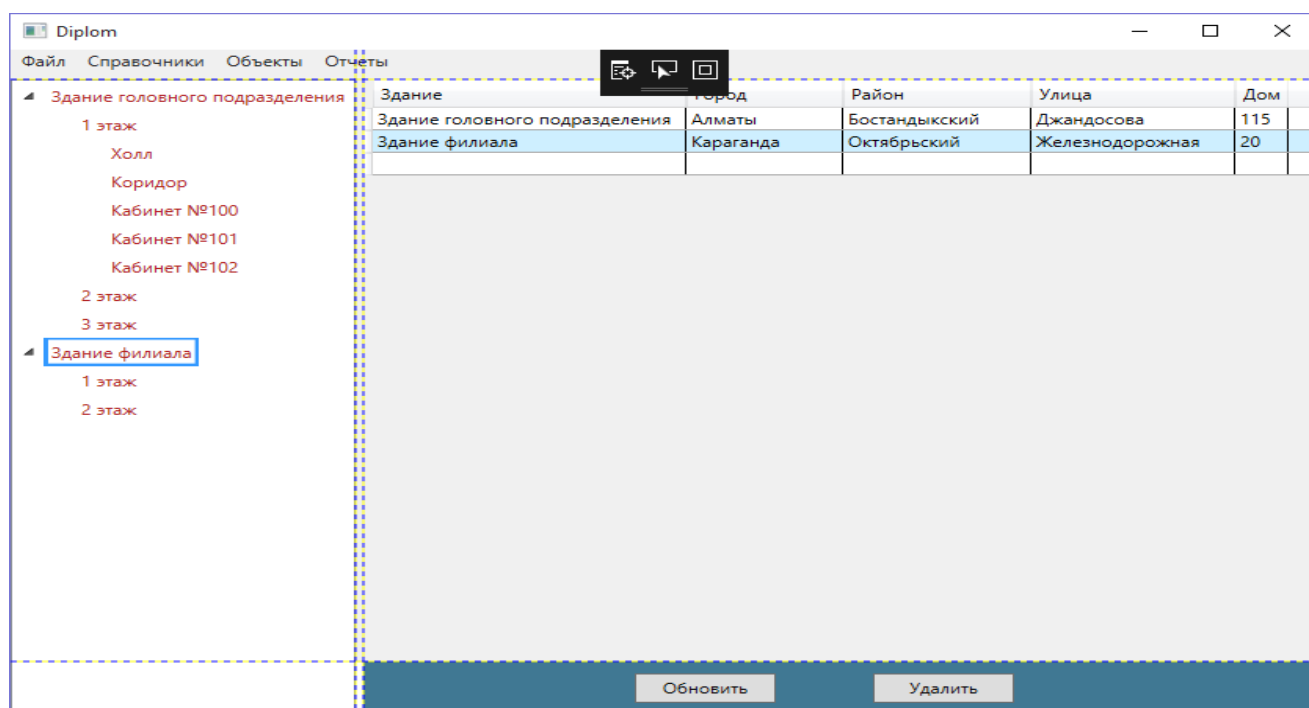 Diplom
Файл Справочники Объекты Отчеты
Здание головного подразделения
1 этаж
Холл
Коридор
Кабинет №100
Кабинет №101
Кабинет №102
2 этаж
3 этаж
Здание филиала
1 этаж
2 этаж
Здание Город Район Улица Дом
Здание головного подразделения Алматы Бостандыкский Джандосова 115
Здание филиала Караганда Октябрьский Железнодорожная 20
Обновить Удалить